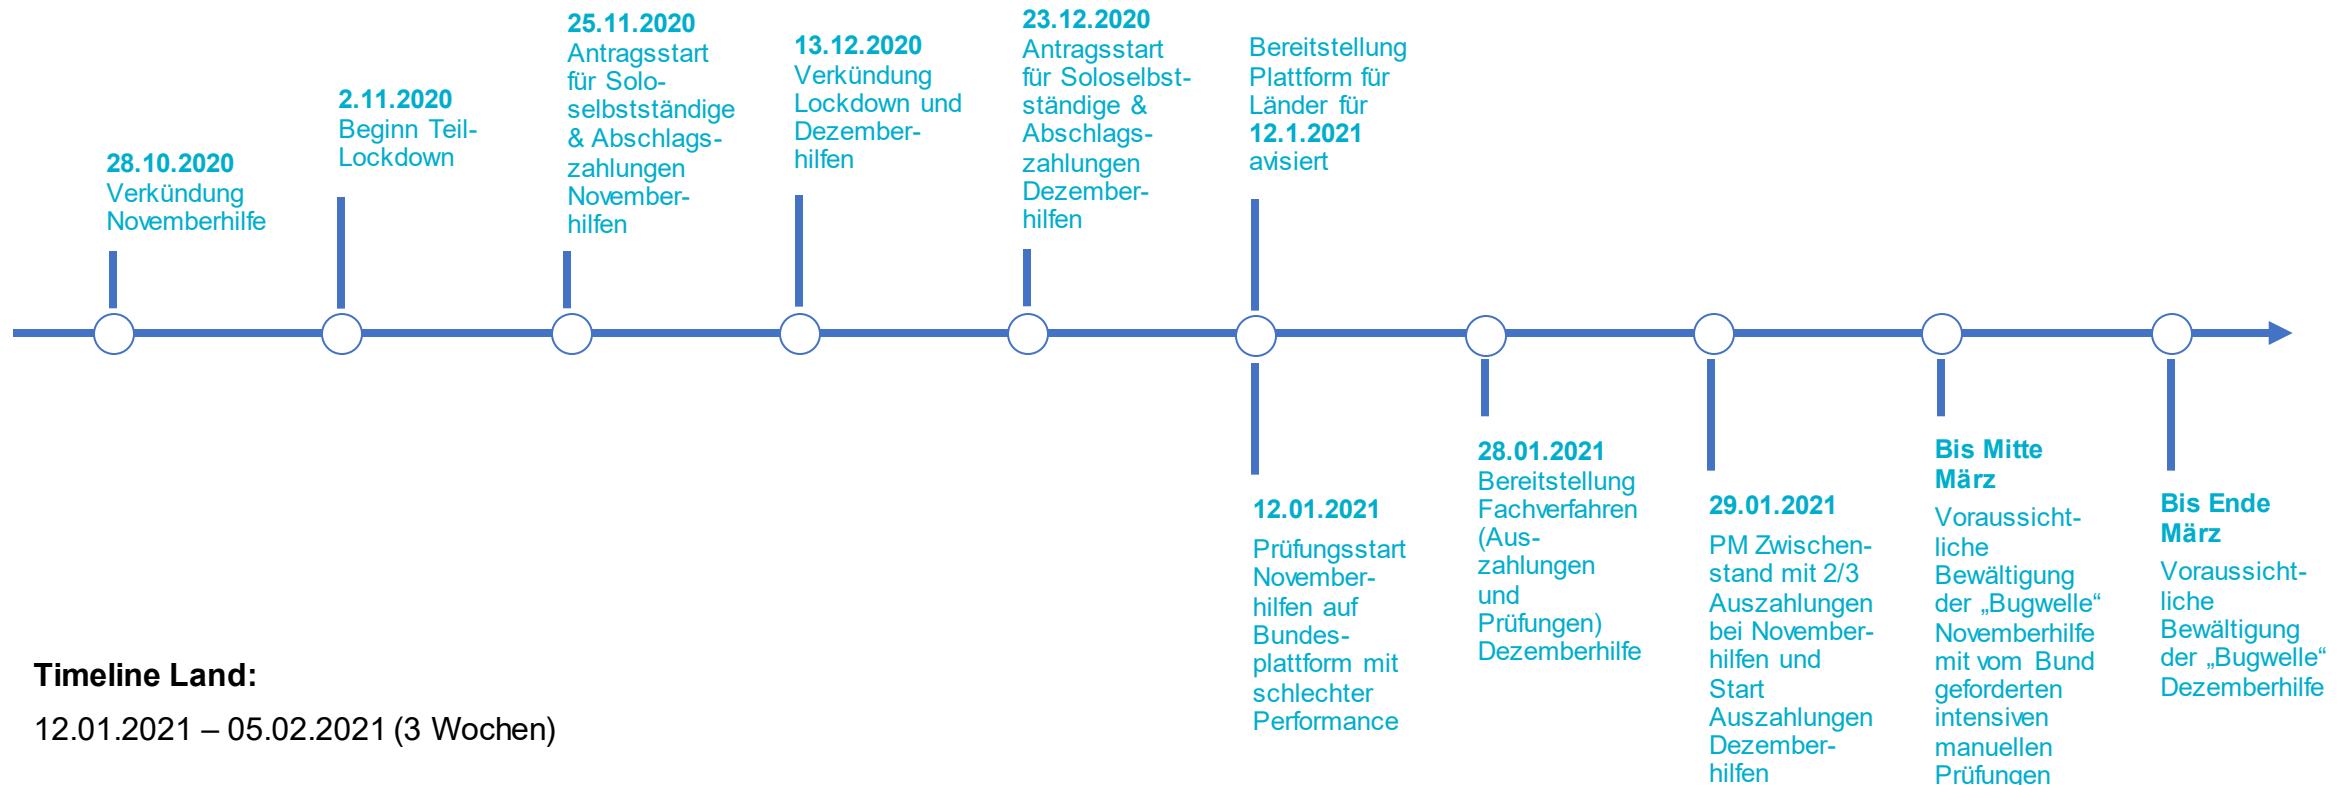 28.10.2020
Verkündung
Novemberhilfe
2.11.2020
Beginn Teil-
Lockdown
25.11.2020
Antragsstart
für Solo-
selbstständige
& Abschlags-
zahlungen
November-
hilfen
13.12.2020
Verkündung
Lockdown und
Dezember-
hilfen
23.12.2020
Antragsstart
für Soloselbst-
ständige &
Abschlags-
zahlungen
Dezember-
hilfen
Bereitstellung
Plattform für
Länder für
12.1.2021
avisiert
12.01.2021
Prüfungsstart
November-
hilfen auf
Bundes-
plattform mit
schlechter
Performance
28.01.2021
Bereitstellung
Fachverfahren
(Aus-
zahlungen
und
Prüfungen)
Dezemberhilfe
29.01.2021
PM Zwischen-
stand mit 2/3
Auszahlungen
bei November-
hilfen und
Start
Auszahlungen
Dezember-
hilfen
Bis Mitte
März
Voraussicht-
liche
Bewältigung
der „Bugwelle“
Novemberhilfe
mit vom Bund
geforderten
intensiven
manuellen
Prüfungen
Bis Ende
März
Voraussicht-
liche
Bewältigung
der „Bugwelle“
Dezemberhilfe
Timeline Land:
12.01.2021 – 05.02.2021 (3 Wochen)